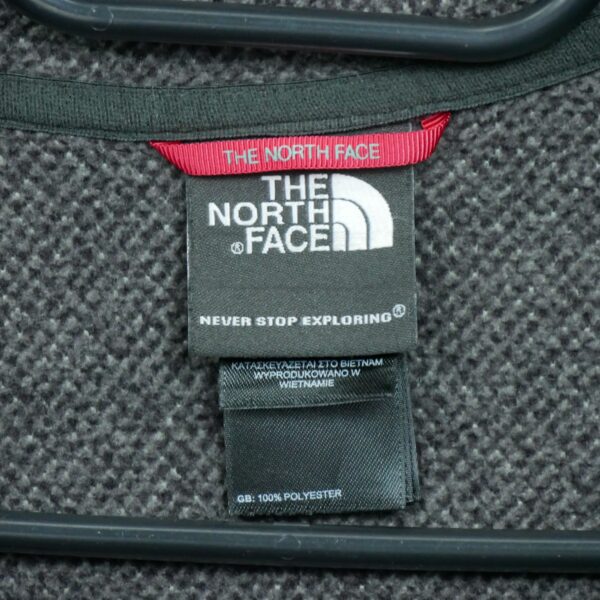 THE NORTH FACE
THE
NORTH
®FACE
NEVER STOP EXPLORING®
ΚΑΤΑΣΚΕΥΑΖΕΤΑΙ ΣΤΟ ΒΙΕΤΝΑΜ
WYPRODUKOWANO W
WIETNAMIE
GB: 100% POLYESTER